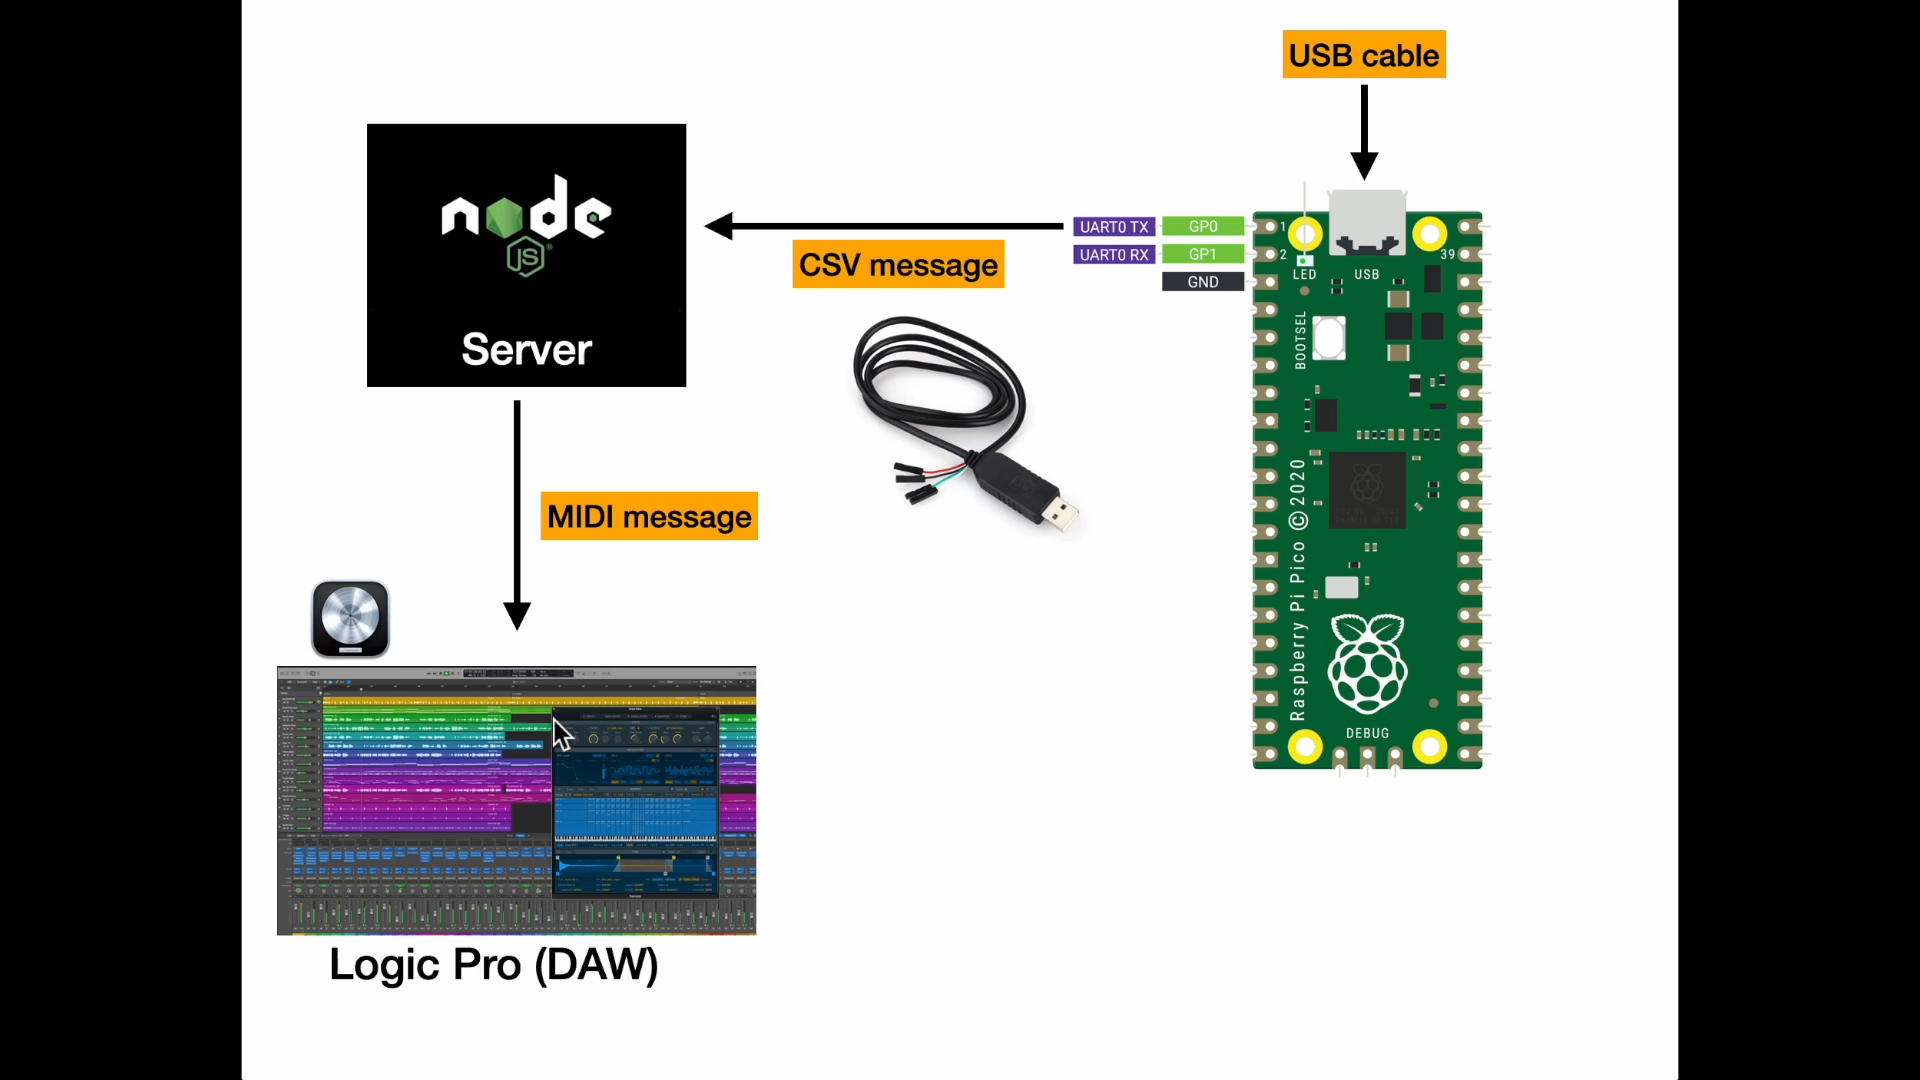 USB cable
node
JS
Server
CSV message
UART0 TX
GP0
UART0 RX
GP1
GND
1
2
39
LED
USB
BOOTSEL
Raspberry Pi Pico © 2020
DEBUG
MIDI message
Logic Pro (DAW)